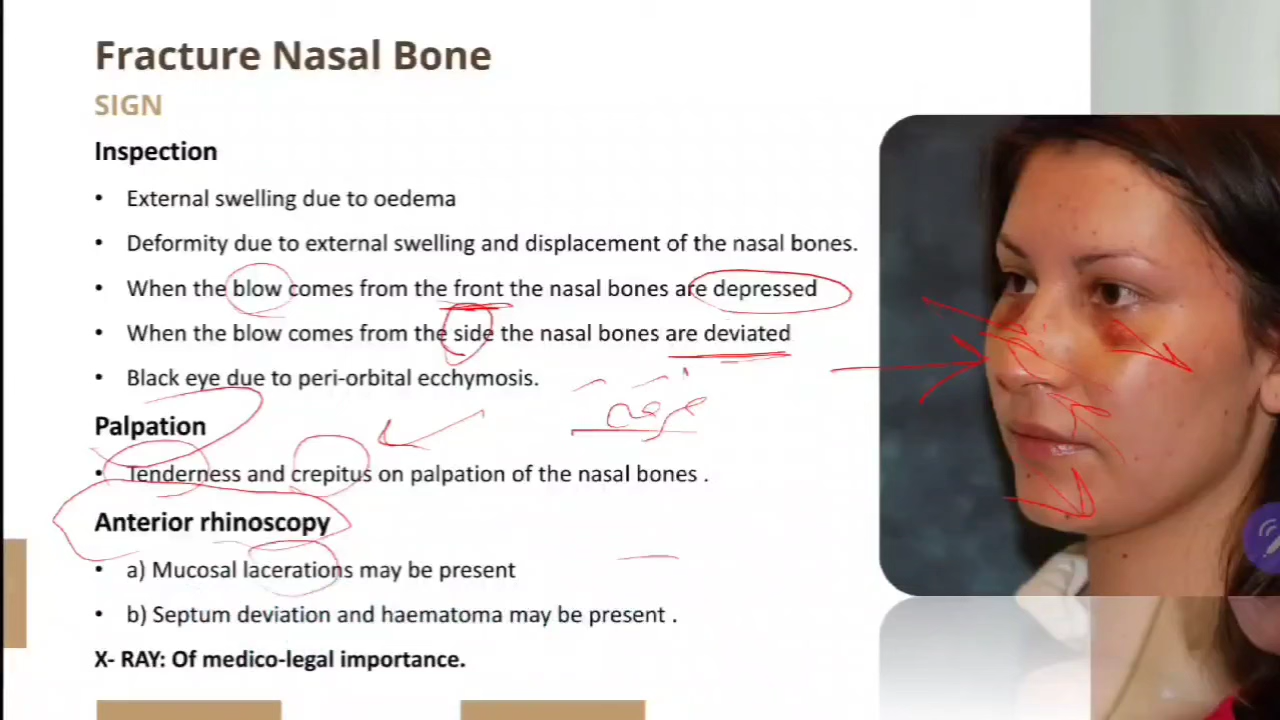 Fracture Nasal Bone
SIGN
Inspection
• External swelling due to oedema
• Deformity due to external swelling and displacement of the nasal bones.
• When the blow comes from the front the nasal bones are depressed
• When the blow comes from the side the nasal bones are deviated
• Black eye due to peri-orbital ecchymosis.
Palpation
• Tenderness and crepitus on palpation of the nasal bones .
Anterior rhinoscopy
• a) Mucosal lacerations may be present
• b) Septum deviation and haematoma may be present .
X- RAY: Of medico-legal importance.